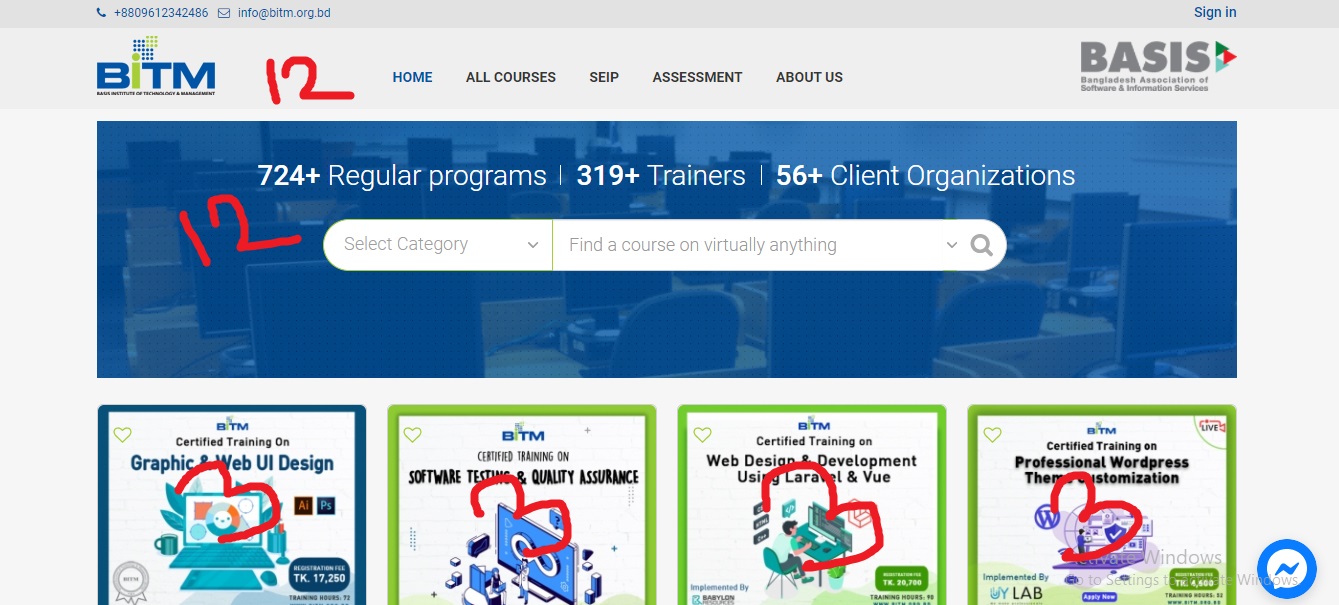 +8809612342486 info@bitm.org.bd Sign in
BiTM
BASIS INSTITUTE OF TECHNOLOGY & MANAGEMENT
12
HOME ALL COURSES SEIP ASSESSMENT ABOUT US
BASIS
Bangladesh Association of
Software & Information Services
724+ Regular programs | 319+ Trainers | 56+ Client Organizations
12
Select Category Find a course on virtually anything
BiTM
Certified Training On
Graphic & Web UI Design
3
Ai Ps
BITM
REGISTRATION FEE
TK. 17,250
TRAINING HOURS: 72
BiTM
CERTIFIED TRAINING ON
SOFTWARE TESTING & QUALITY ASSURANCE
3
BiTM
Certified Training on
Web Design & Development
Using Laravel & Vue
3
Implemented By
BABYLON
RESOURCES
REGISTRATION FEE
TK. 20,700
TRAINING HOURS: 90
LIVE
BiTM
Certified Training on
Professional Wordpress
Theme Customization
3
Implemented By
UY LAB
Apply Now
REGISTRATION FEE
TK. 4,600
Activate Windows
Go to Settings to activate Windows.